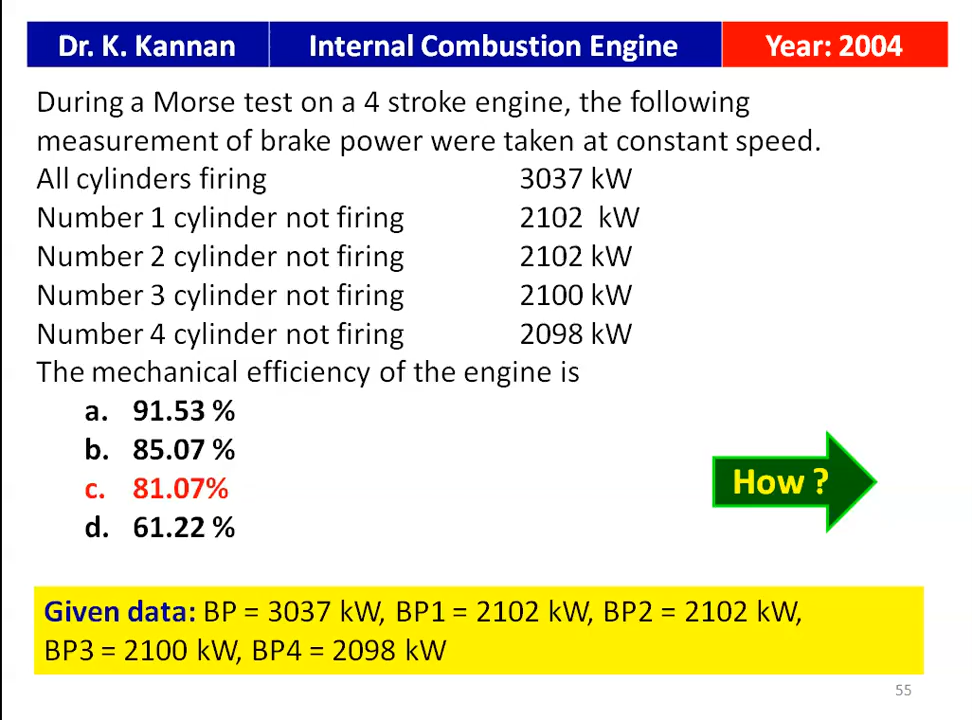 Dr. K. Kannan Internal Combustion Engine Year: 2004
During a Morse test on a 4 stroke engine, the following
measurement of brake power were taken at constant speed.
All cylinders firing 3037 kW
Number 1 cylinder not firing 2102 kW
Number 2 cylinder not firing 2102 kW
Number 3 cylinder not firing 2100 kW
Number 4 cylinder not firing 2098 kW
The mechanical efficiency of the engine is
a. 91.53 %
b. 85.07 %
c. 81.07%
d. 61.22 %
How ?
Given data: BP = 3037 kW, BP1 = 2102 kW, BP2 = 2102 kW,
BP3 = 2100 kW, BP4 = 2098 kW
55